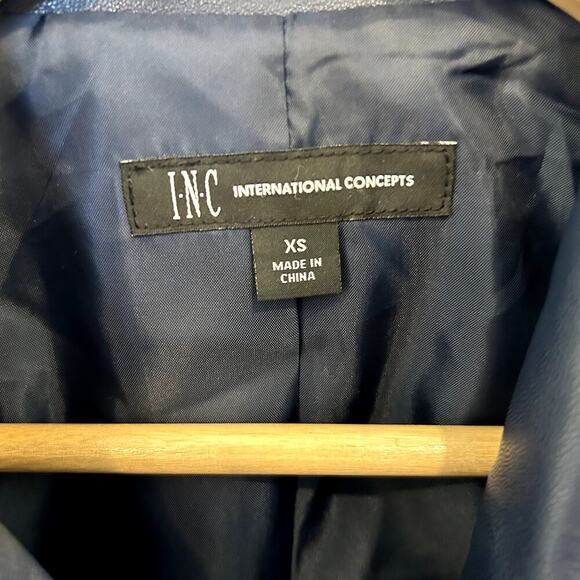 I·N·C INTERNATIONAL CONCEPTS
XS
MADE IN
CHINA